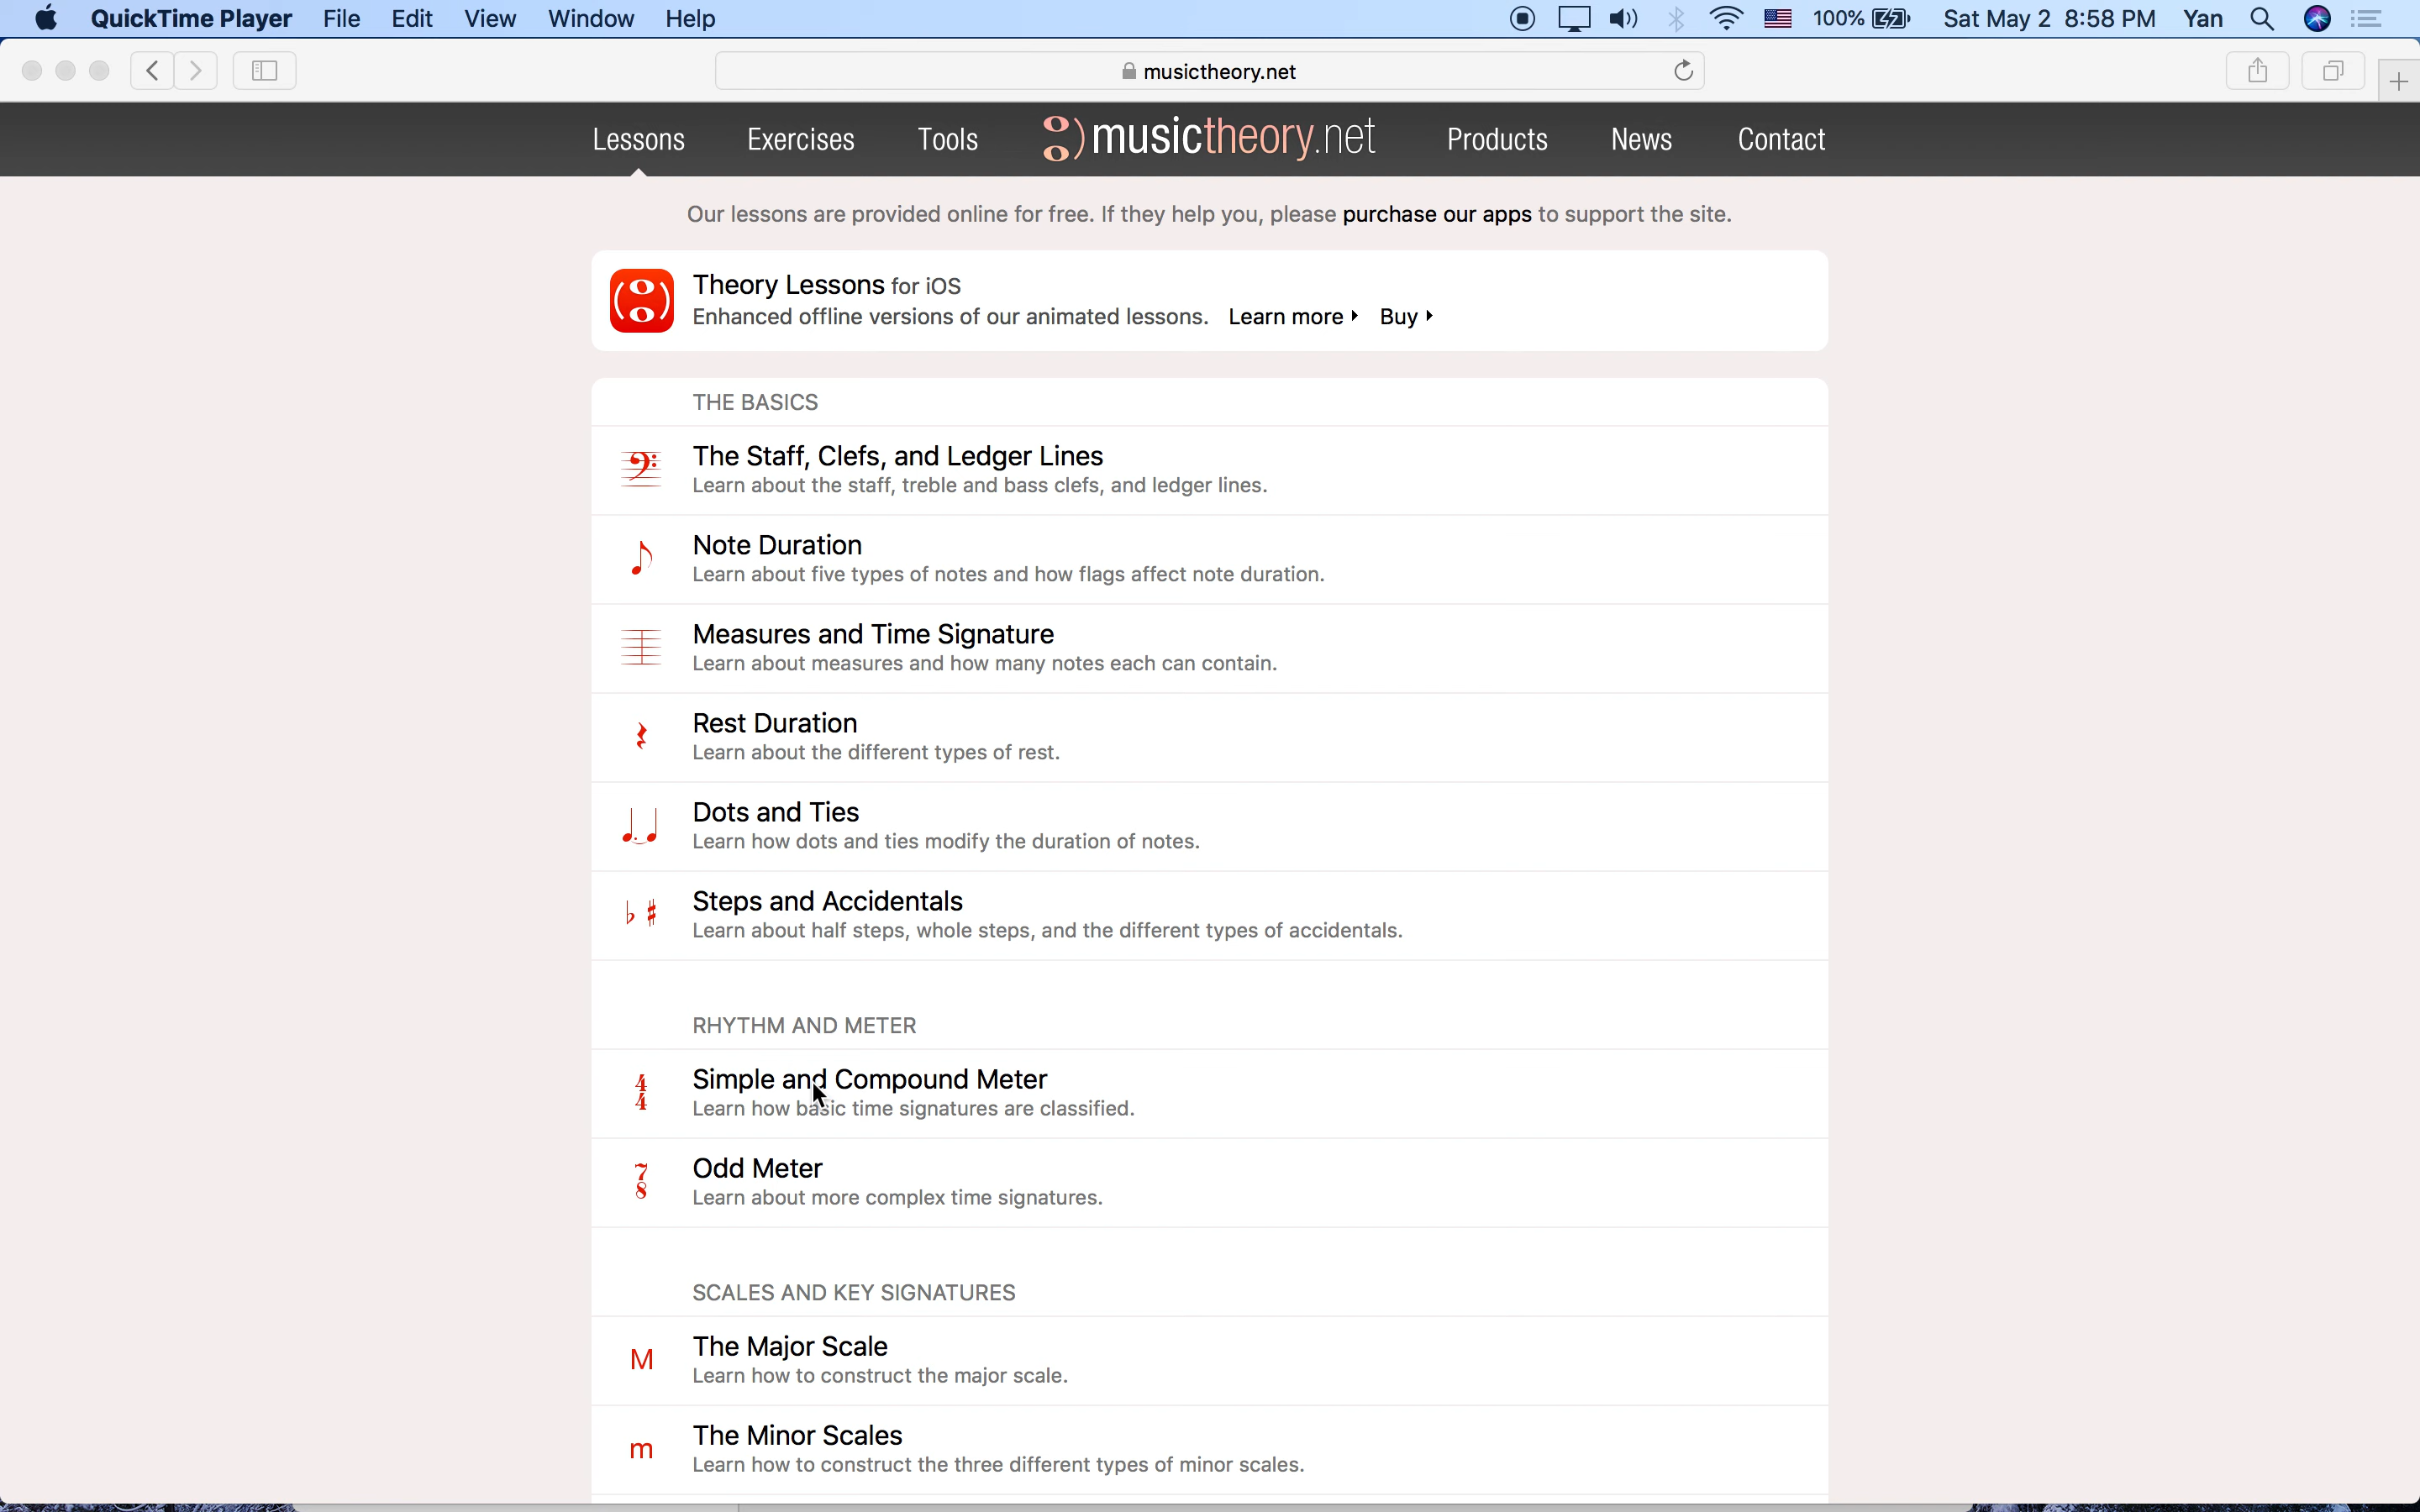 QuickTime Player File Edit View Window Help 100% Sat May 2 8:58 PM Yan
musictheory.net
Lessons Exercises Tools musictheory.net Products News Contact
Our lessons are provided online for free. If they help you, please purchase our apps to support the site.
Theory Lessons for iOS
Enhanced offline versions of our animated lessons. Learn more Buy
THE BASICS
The Staff, Clefs, and Ledger Lines
Learn about the staff, treble and bass clefs, and ledger lines.
Note Duration
Learn about five types of notes and how flags affect note duration.
Measures and Time Signature
Learn about measures and how many notes each can contain.
Rest Duration
Learn about the different types of rest.
Dots and Ties
Learn how dots and ties modify the duration of notes.
Steps and Accidentals
Learn about half steps, whole steps, and the different types of accidentals.
RHYTHM AND METER
4
4
Simple and Compound Meter
Learn how basic time signatures are classified.
7
8
Odd Meter
Learn about more complex time signatures.
SCALES AND KEY SIGNATURES
M
The Major Scale
Learn how to construct the major scale.
m
The Minor Scales
Learn how to construct the three different types of minor scales.